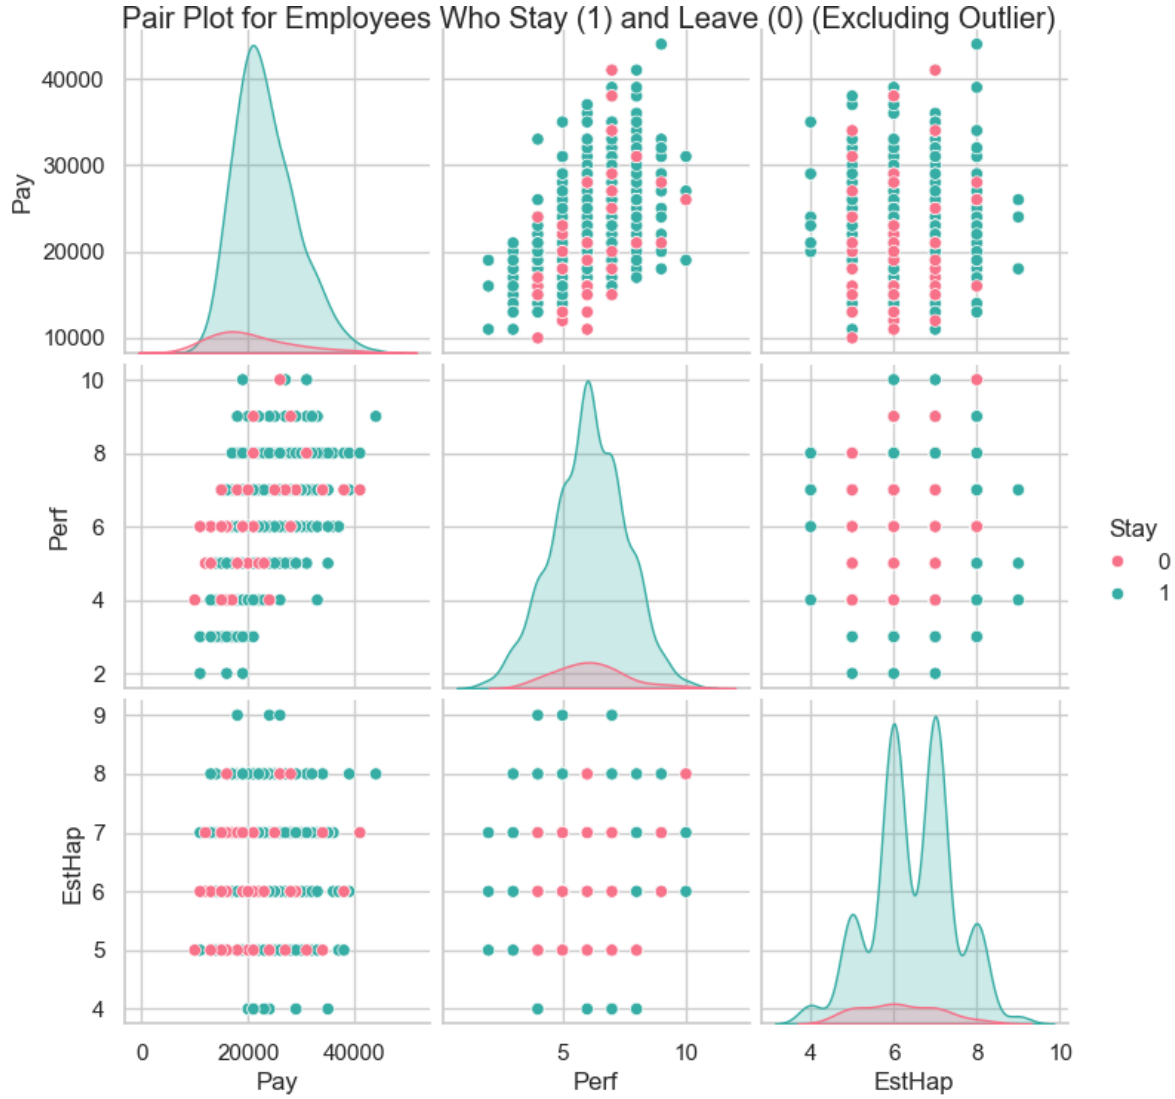 Pair Plot for Employees Who Stay (1) and Leave (0) (Excluding Outlier)
40000
30000
20000
10000
Pay
10
8
6
4
2
Perf
9
8
7
6
5
4
EstHap
0 20000 40000
Pay
5 10
Perf
4 6 8 10
EstHap
Stay
0
1